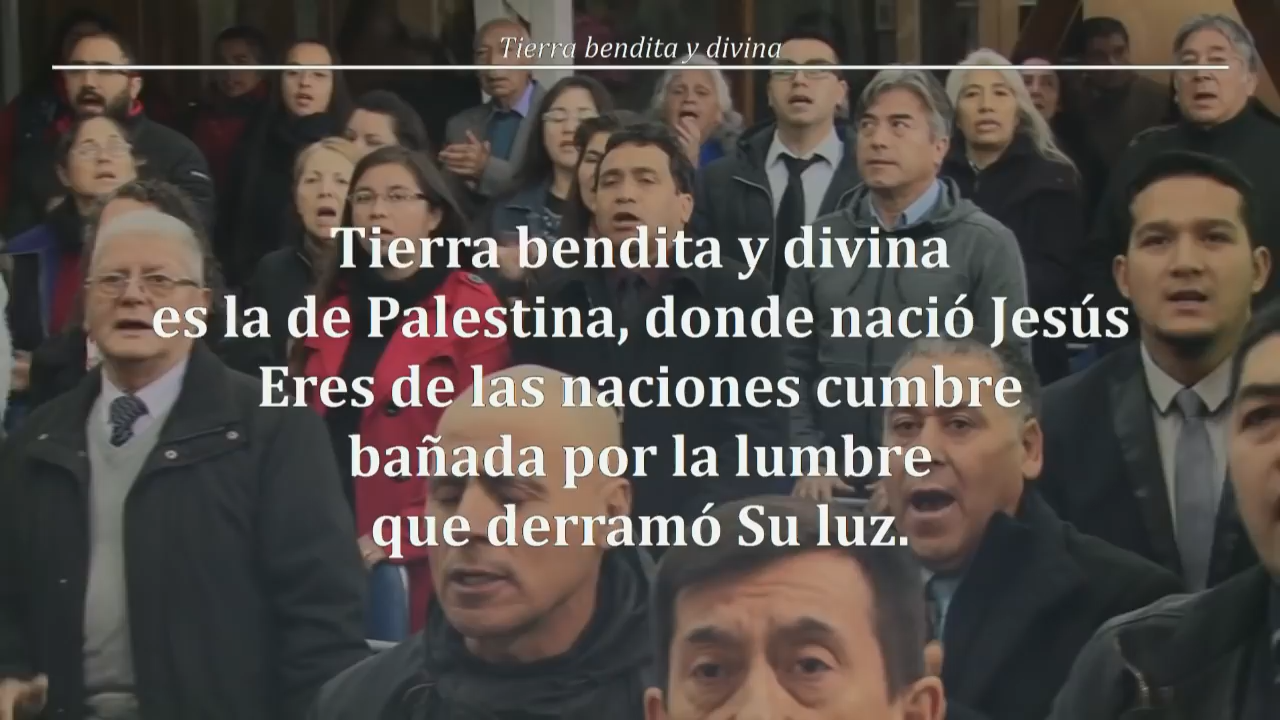 Tierra bendita y divina
Tierra bendita y divina
es la de Palestina, donde nació Jesús
Eres de las naciones cumbre
bañada por la lumbre
que derramó Su luz.